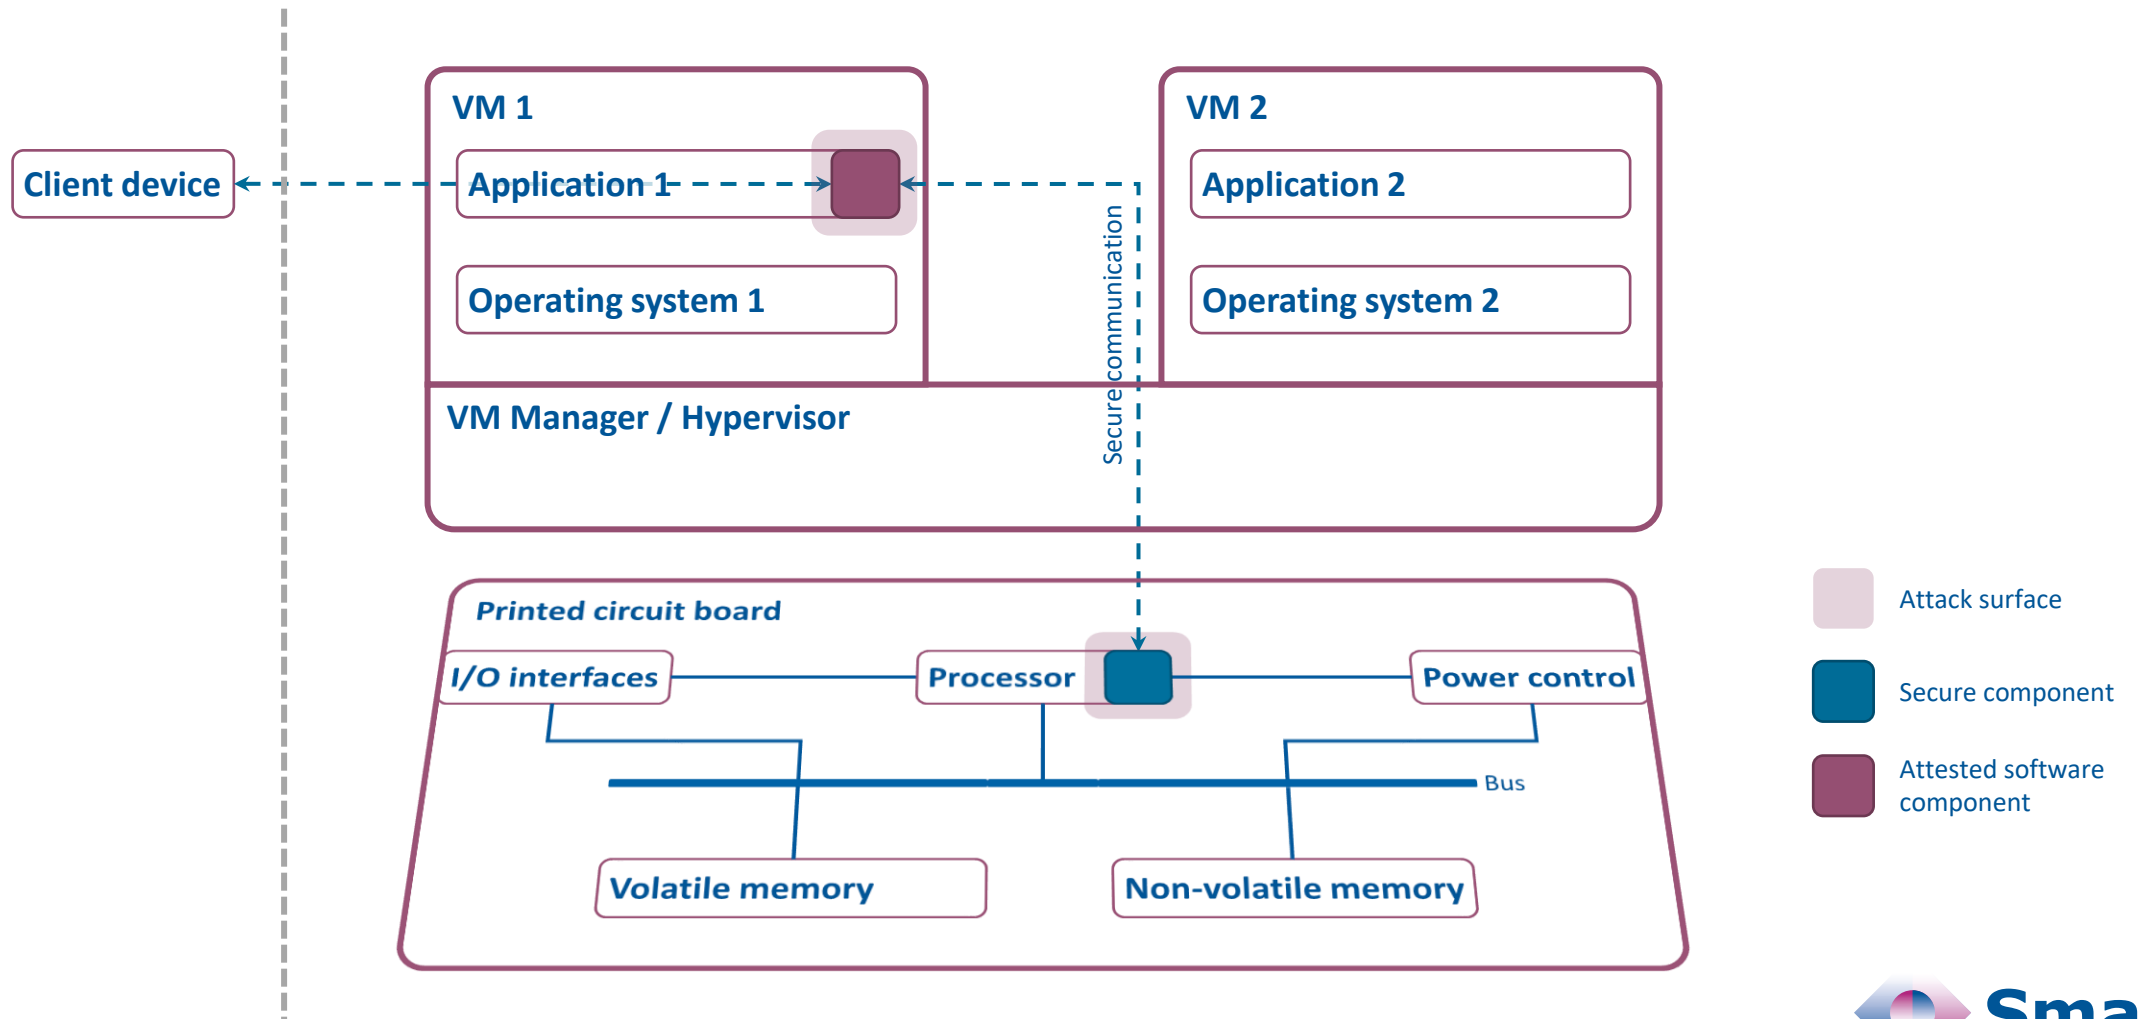 VM 1
VM 2
Client device
Application 1
Application 2
Secure communication
Operating system 1
Operating system 2
VM Manager / Hypervisor
Printed circuit board
I/O interfaces
Processor
Power control
Bus
Volatile memory
Non-volatile memory
Attack surface
Secure component
Attested software
component